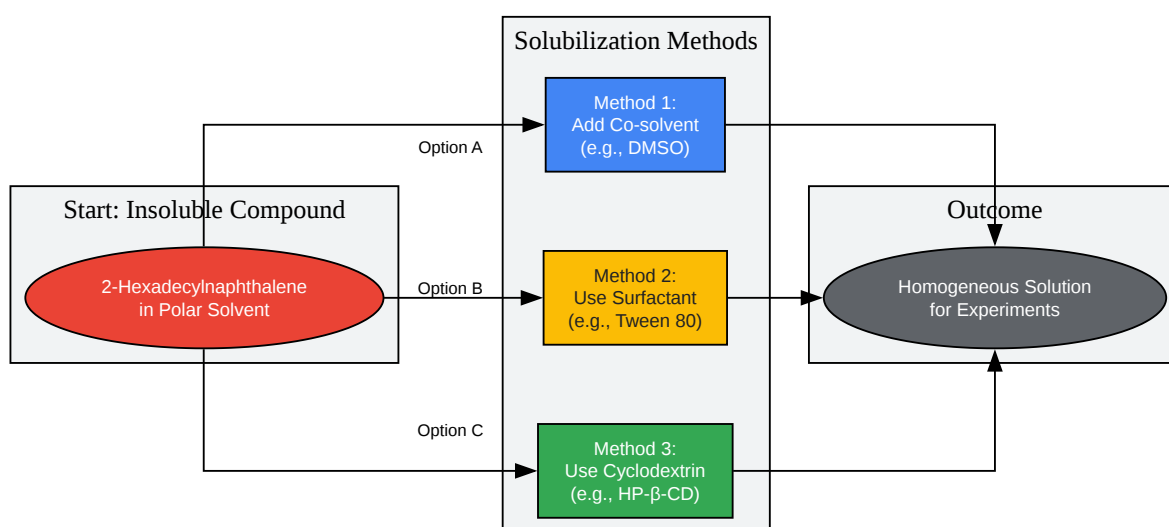 Solubilization Methods
Method 1:
Add Co-solvent
(e.g., DMSO)
Option A
Start: Insoluble Compound
2-Hexadecylnaphthalene
in Polar Solvent
Option B
Method 2:
Use Surfactant
(e.g., Tween 80)
Outcome
Homogeneous Solution
for Experiments
Option C
Method 3:
Use Cyclodextrin
(e.g., HP-β-CD)